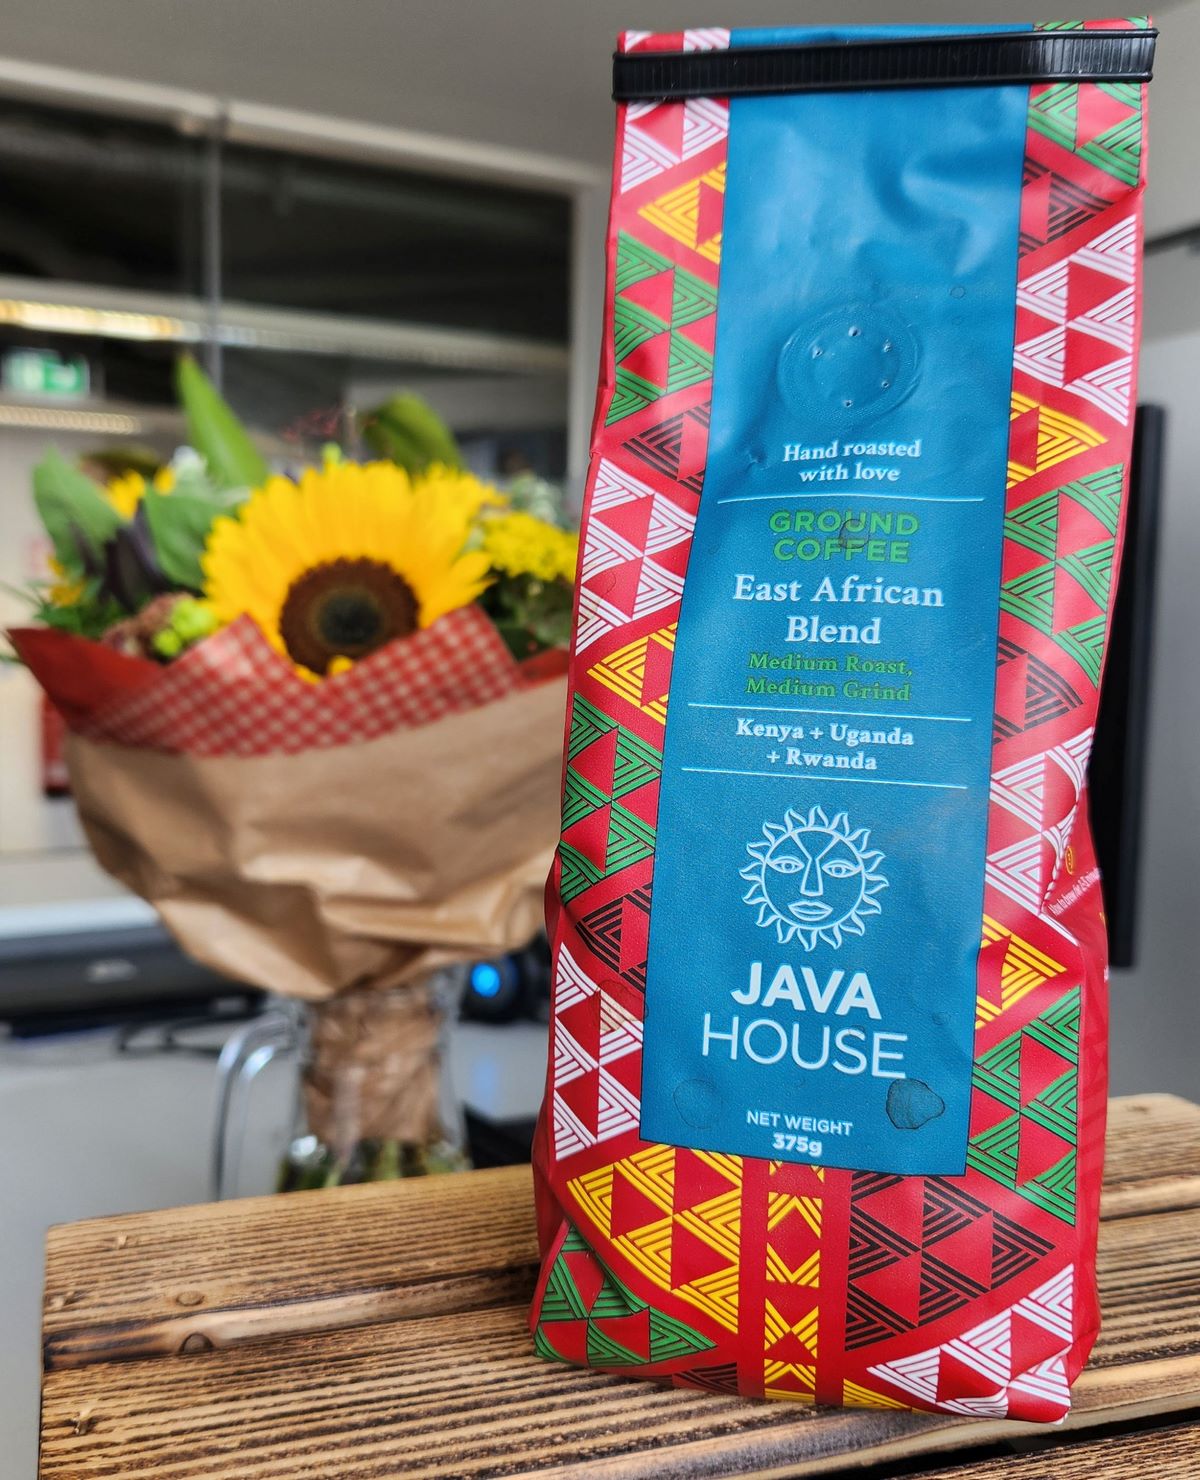 Hand roasted
with love
GROUND
COFFEE
East African
Blend
Medium Roast,
Medium Grind
Kenya + Uganda
+ Rwanda
JAVA
HOUSE
NET WEIGHT
375g